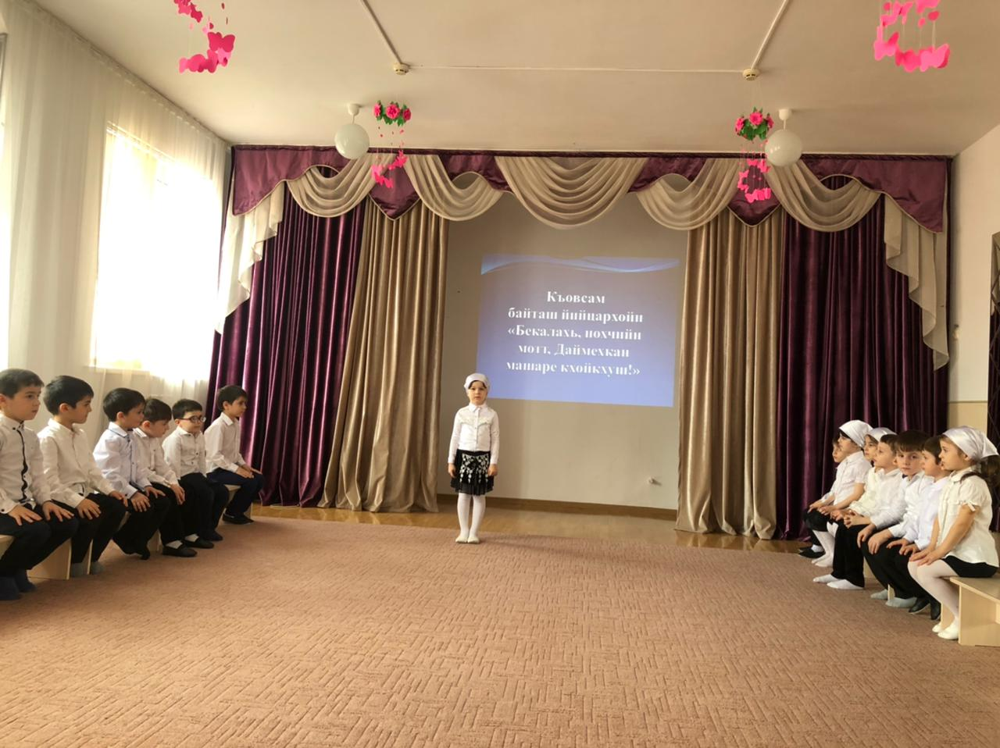 Къовсам
байташ йийцархойн
«Бекалахь, нохчийн
мотт, Даймехкан
машаре кхойкхуш!»